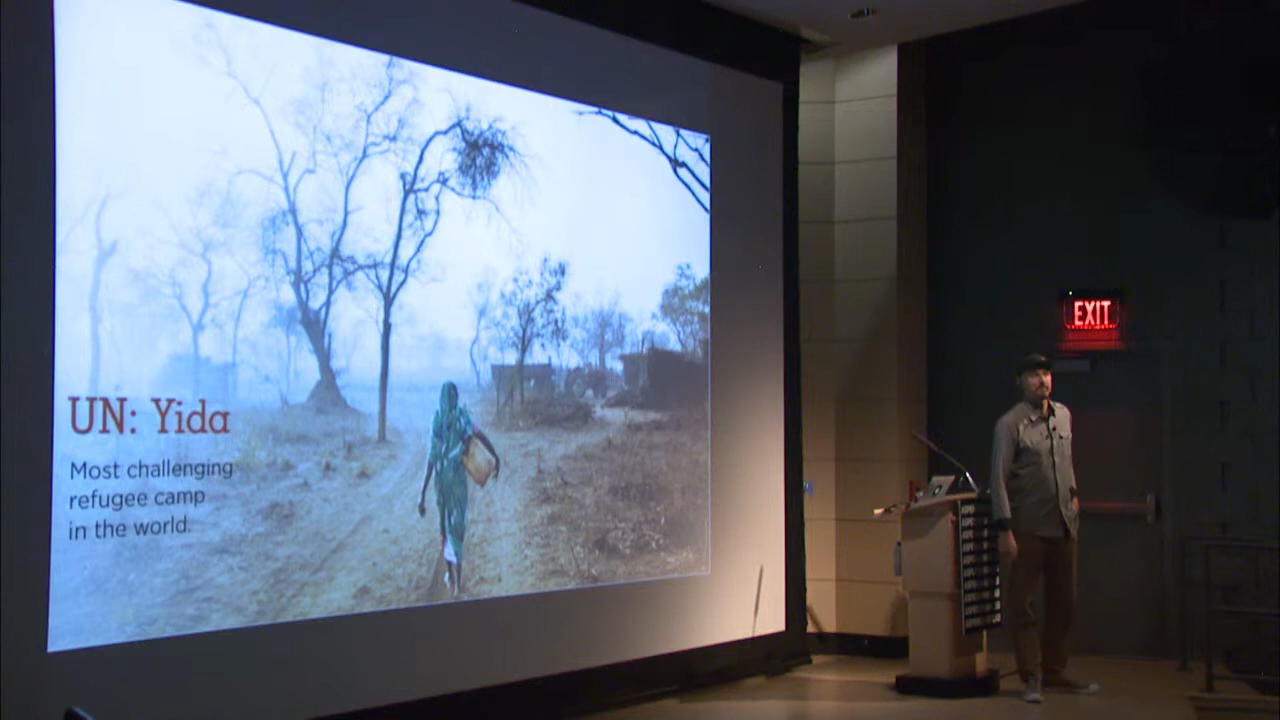 UN: Yida
Most challenging
refugee camp
in the world.
EXIT